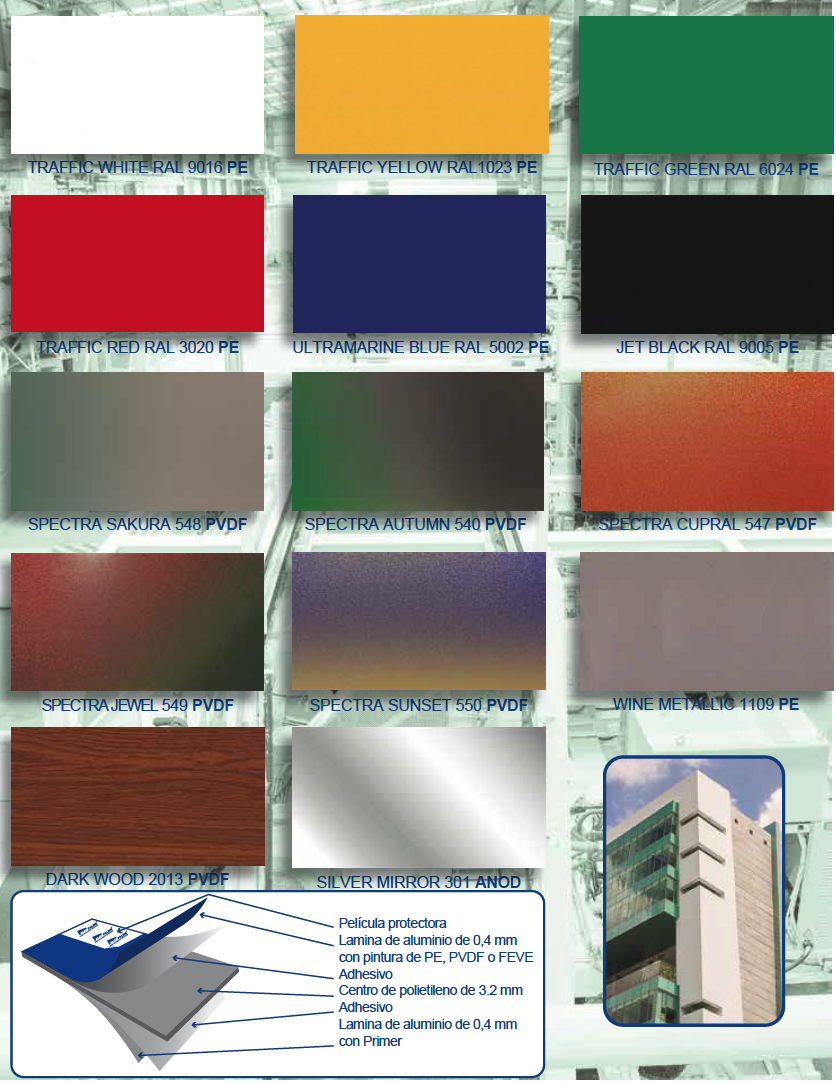 TRAFFIC WHITE RAL 9016 PE
TRAFFIC YELLOW RAL1023 PE
TRAFFIC GREEN RAL 6024 PE
TRAFFIC RED RAL 3020 PE
ULTRAMARINE BLUE RAL 5002 PE
JET BLACK RAL 9005 PE
SPECTRA SAKURA 548 PVDF
SPECTRA AUTUMN 540 PVDF
SPECTRA CUPRAL 547 PVDF
SPECTRA JEWEL 549 PVDF
SPECTRA SUNSET 550 PVDF
WINE METALLIC 1109 PE
DARK WOOD 2013 PVDF
SILVER MIRROR 301 ANOD
Película protectora
Lamina de aluminio de 0,4 mm
con pintura de PE, PVDF o FEVE
Adhesivo
Centro de polietileno de 3.2 mm
Adhesivo
Lamina de aluminio de 0,4 mm
con Primer